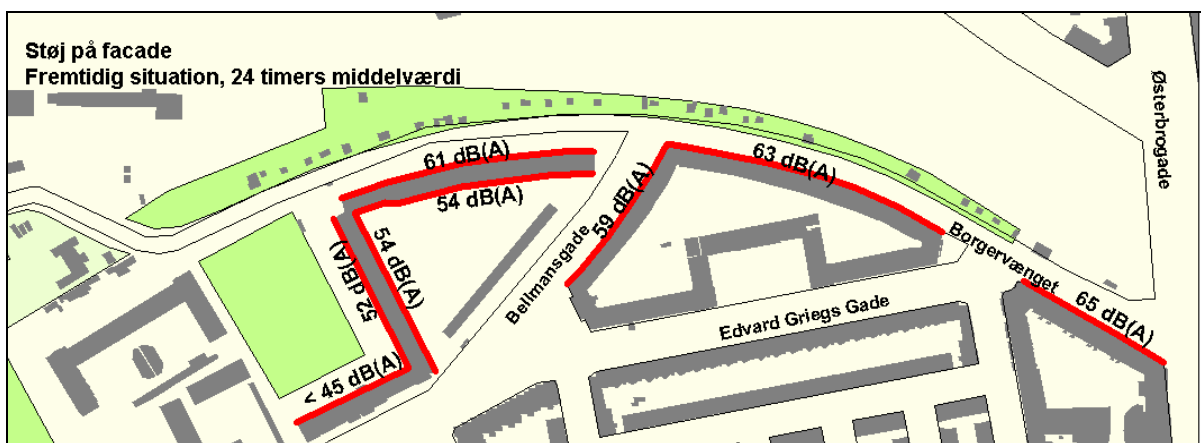 Støj på facade
Fremtidig situation, 24 timers middelværdi
Østerbrogade
61 dB(A)
63 dB(A)
54 dB(A)
59 dB(A)
54 dB(A)
52 dB(A)
Bellmansgade
Borgervænget
65 dB(A)
Edvard Griegs Gade
< 45 dB(A)